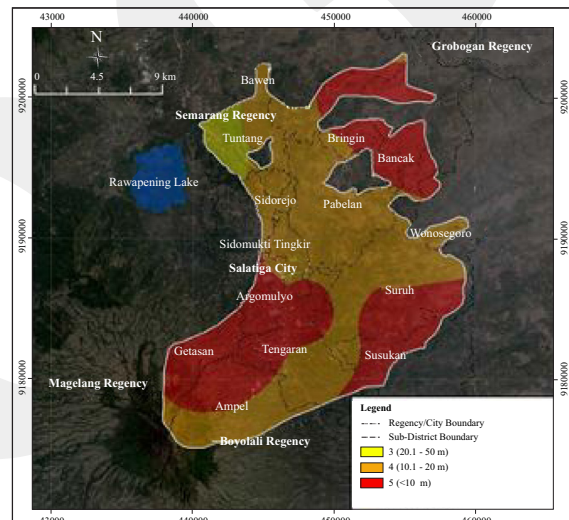 440000
450000
460000
N
Grobogan Regency
0
4.5
9 km
Bawen
9200000
9200000
Semarang Regency
Tuntang
Bringin
Bancak
Rawapening Lake
Sidorejo
Pabelan
9190000
9190000
Wonosegoro
Sidomukti Tingkir
Salatiga City
Argomulyo
Suruh
Getasan
Tengaran
Susukan
Magelang Regency
9180000
9180000
Ampel
Boyolali Regency
Legend
Regency/City Boundary
Sub-District Boundary
3 (20.1 - 50 m)
4 (10.1 - 20 m)
5 (<10 m)
440000
450000